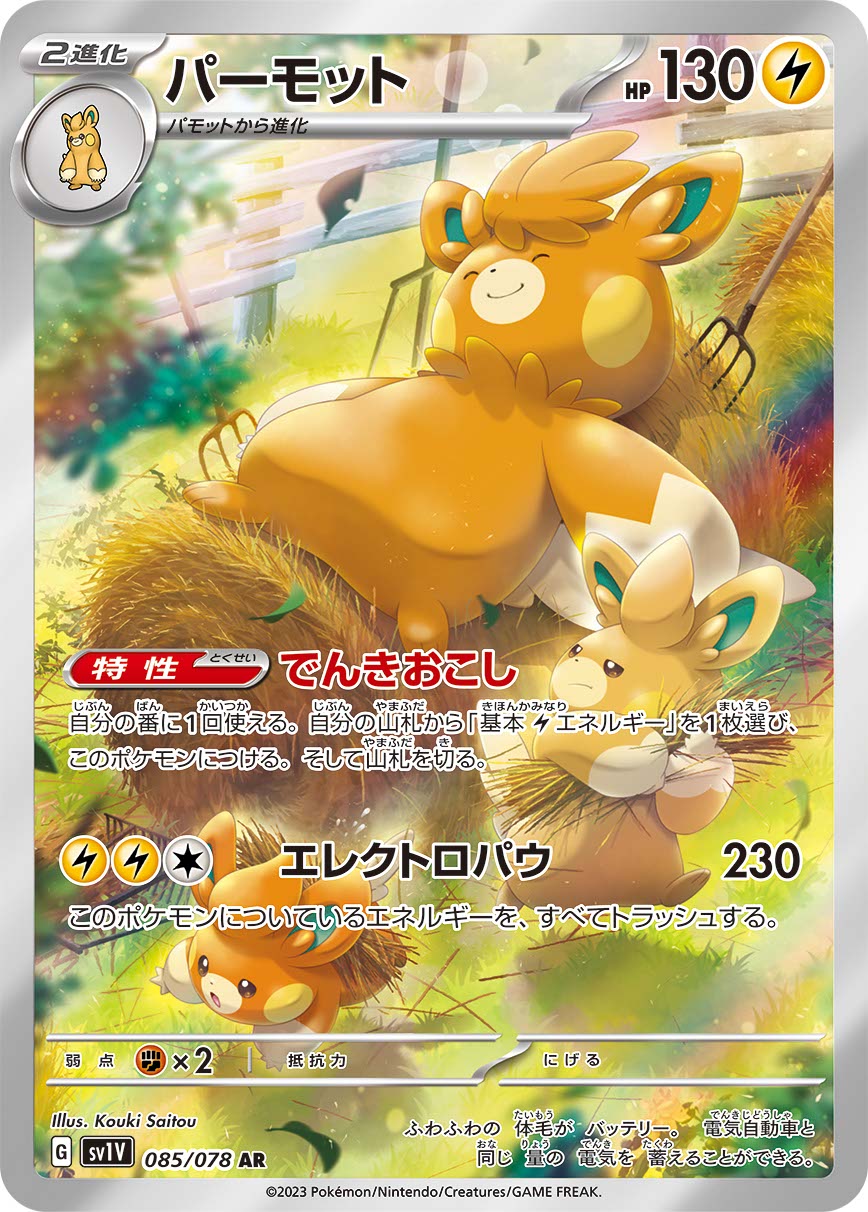 2進化
パーモット
HP 130
パモットから進化
特性 とくせい でんきおこし
自分の番に1回使える。自分の山札から「基本エネルギー」を1枚選び、
このポケモンにつける。そして山札を切る。
エレクトロパウ 230
このポケモンについているエネルギーを、すべてトラッシュする。
弱点 ×2 抵抗力 にげる
Illus. Kouki Saitou
ふわふわの 体毛が バッテリー。 電気自動車と
同じ 量の 電気を 蓄えることができる。
G sv1V 085/078 AR
©2023 Pokémon/Nintendo/Creatures/GAME FREAK.